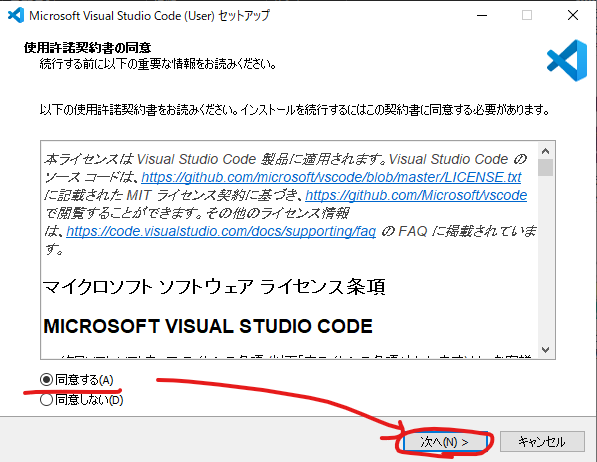 Microsoft Visual Studio Code (User) セットアップ
使用許諾契約書の同意
続行する前に以下の重要な情報をお読みください。
以下の使用許諾契約書をお読みください。インストールを続行するにはこの契約書に同意する必要があります。
本ライセンスは Visual Studio Code 製品に適用されます。Visual Studio Code の
ソース コードは、https://github.com/microsoft/vscode/blob/master/LICENSE.txt
に記載された MIT ライセンス契約に基づき、https://github.com/Microsoft/vscode
で閲覧することができます。その他のライセンス情報
は、https://code.visualstudio.com/docs/supporting/faq の FAQ に掲載されていま
す。
マイクロソフト ソフトウェア ライセンス条項
MICROSOFT VISUAL STUDIO CODE
同意する(A)
同意しない(D)
次へ(N) >
キャンセル